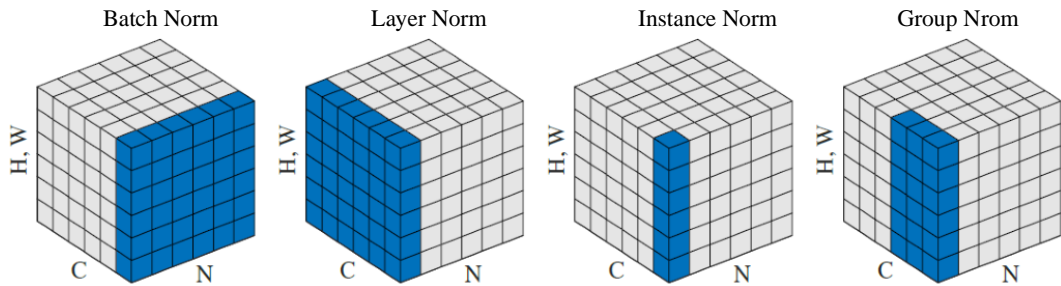 Batch Norm
Layer Norm
Instance Norm
Group Nrom
H, W
C
N
H, W
C
N
H, W
C
N
H, W
C
N